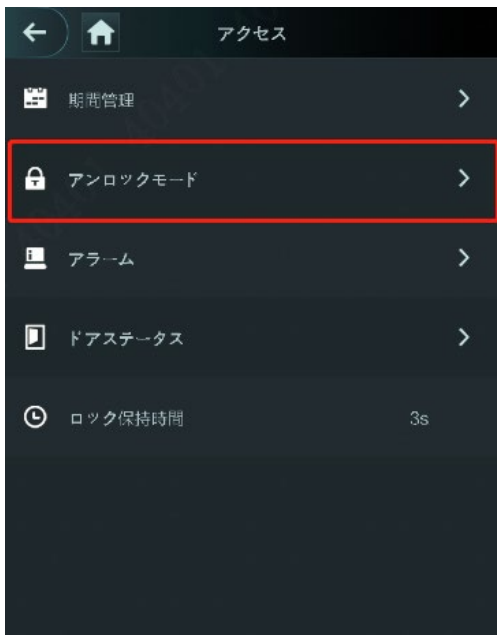 アクセス
期間管理
アンロックモード
アラーム
ドアステータス
ロック保持時間
3s